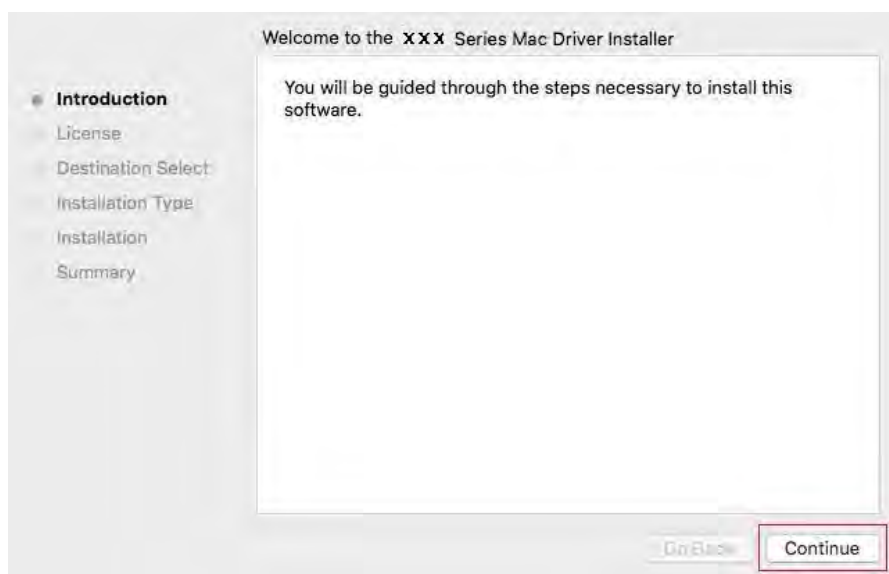 Welcome to the xxx Series Mac Driver Installer
Introduction
License
Destination Select
Installation Type
Installation
Summary
You will be guided through the steps necessary to install this
software.
Go Back
Continue